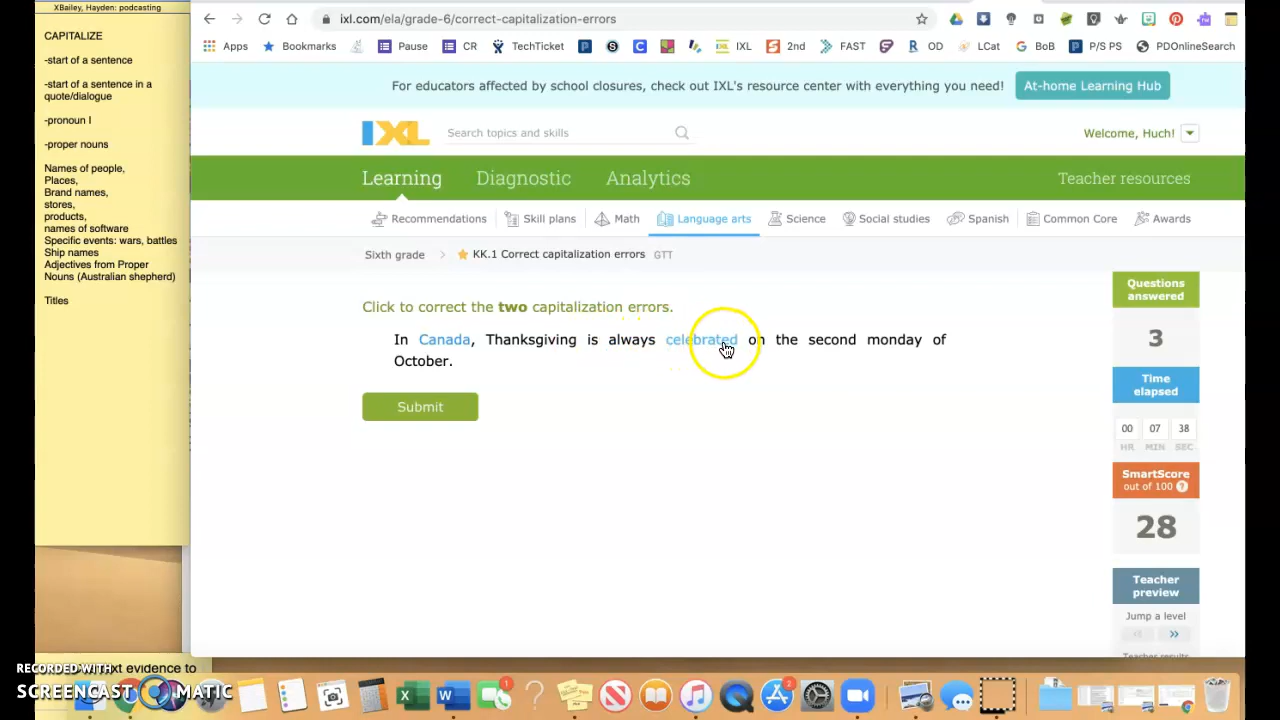 XBailey, Hayden: podcasting
CAPITALIZE
-start of a sentence
-start of a sentence in a
quote/dialogue
-pronoun I
-proper nouns
Names of people,
Places,
Brand names,
stores,
products,
names of software
Specific events: wars, battles
Ship names
Adjectives from Proper
Nouns (Australian shepherd)
Titles
ixl.com/ela/grade-6/correct-capitalization-errors
Apps Bookmarks Pause CR TechTicket IXL 2nd FAST OD LCat BoB P/S PS PDOnlineSearch
For educators affected by school closures, check out IXL's resource center with everything you need! At-home Learning Hub
IXL Search topics and skills Welcome, Huch!
Learning Diagnostic Analytics Teacher resources
Recommendations Skill plans Math Language arts Science Social studies Spanish Common Core Awards
Sixth grade > KK.1 Correct capitalization errors GTT
Click to correct the two capitalization errors.
In Canada, Thanksgiving is always celebrated on the second monday of
October.
Submit
Questions
answered
3
Time
elapsed
00 07 38
HR MIN SEC
SmartScore
out of 100 ?
28
Teacher
preview
Jump a level
Teacher results
RECORDED WITH
xt evidence to
SCREENCAST MATIC